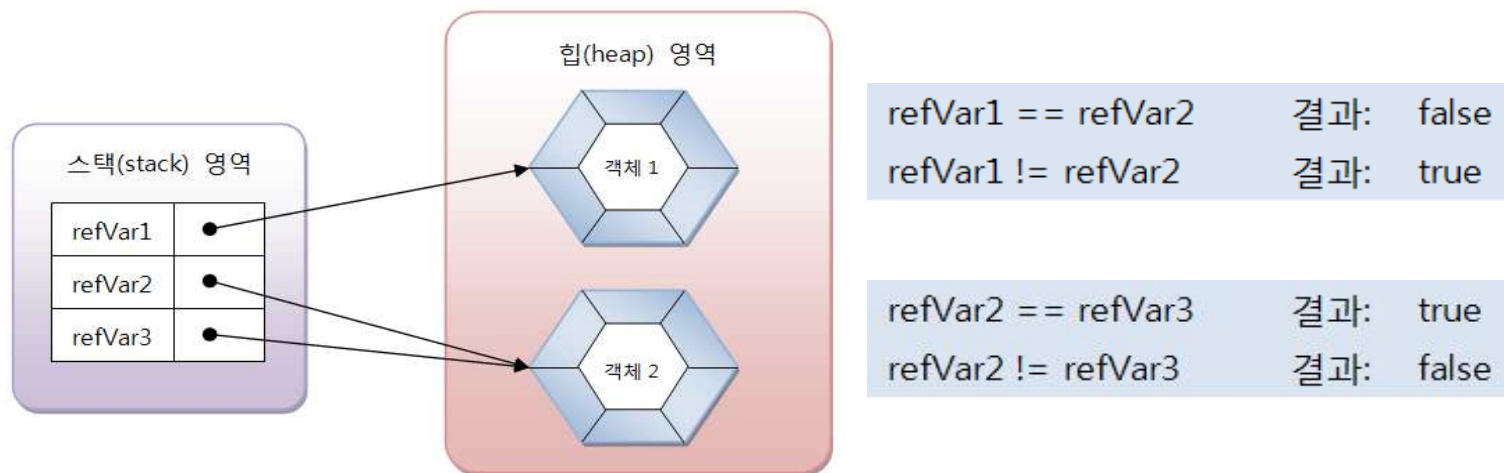 힙(heap) 영역
스택(stack) 영역
refVar1
refVar2
refVar3
객체 1
객체 2
refVar1 == refVar2 결과: false
refVar1 != refVar2 결과: true
refVar2 == refVar3 결과: true
refVar2 != refVar3 결과: false